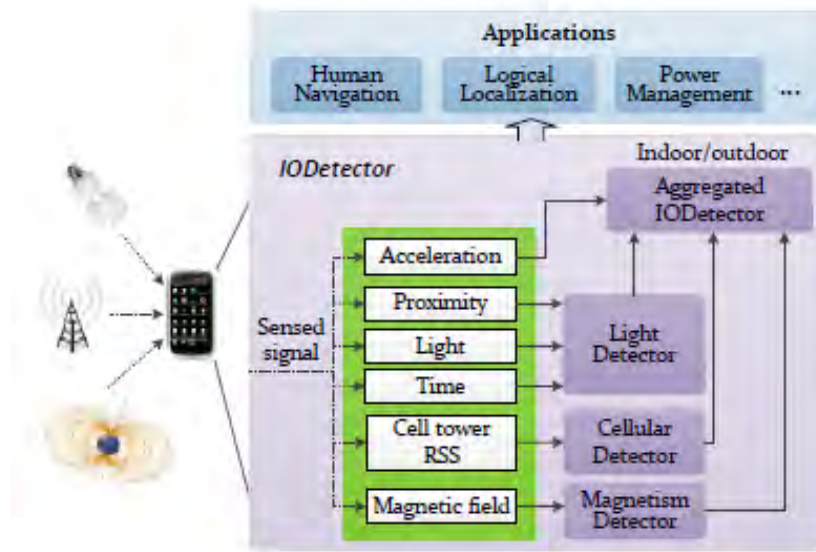 Applications
Human
Navigation
Logical
Localization
Power
Management
...
IODetector
Indoor/outdoor
Aggregated
IODetector
Sensed
signal
Acceleration
Proximity
Light
Time
Cell tower
RSS
Magnetic field
Light
Detector
Cellular
Detector
Magnetism
Detector